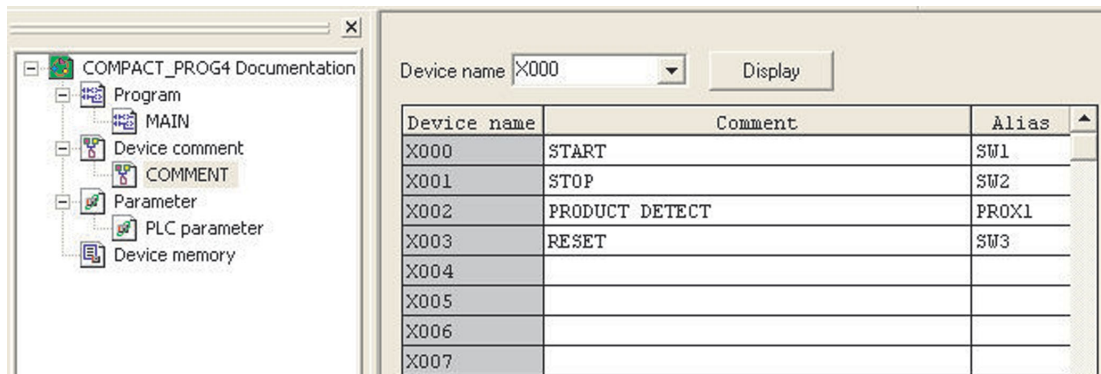 COMPACT_PROG4 Documentation
Program
MAIN
Device comment
COMMENT
Parameter
PLC parameter
Device memory
Device name X000 Display
Device name Comment Alias
X000 START SW1
X001 STOP SW2
X002 PRODUCT DETECT PROX1
X003 RESET SW3
X004
X005
X006
X007